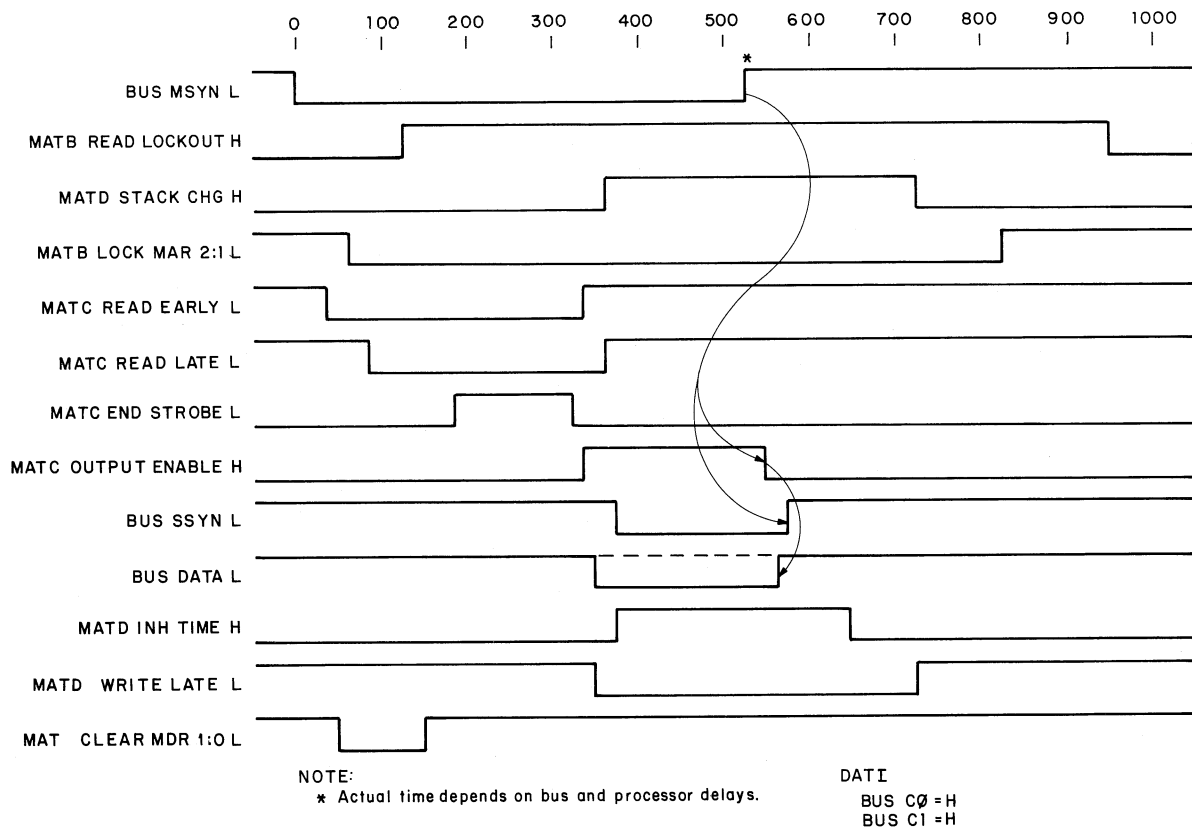 0 100 200 300 400 500 600 700 800 900 1000
*
BUS MSYN L
MATB READ LOCKOUT H
MATD STACK CHG H
MATB LOCK MAR 2:1 L
MATC READ EARLY L
MATC READ LATE L
MATC END STROBE L
MATC OUTPUT ENABLE H
BUS SSYN L
BUS DATA L
MATD INH TIME H
MATD WRITE LATE L
MAT CLEAR MDR 1:0 L
NOTE:
* Actual time depends on bus and processor delays.
DATI
BUS CØ = H
BUS C1 = H